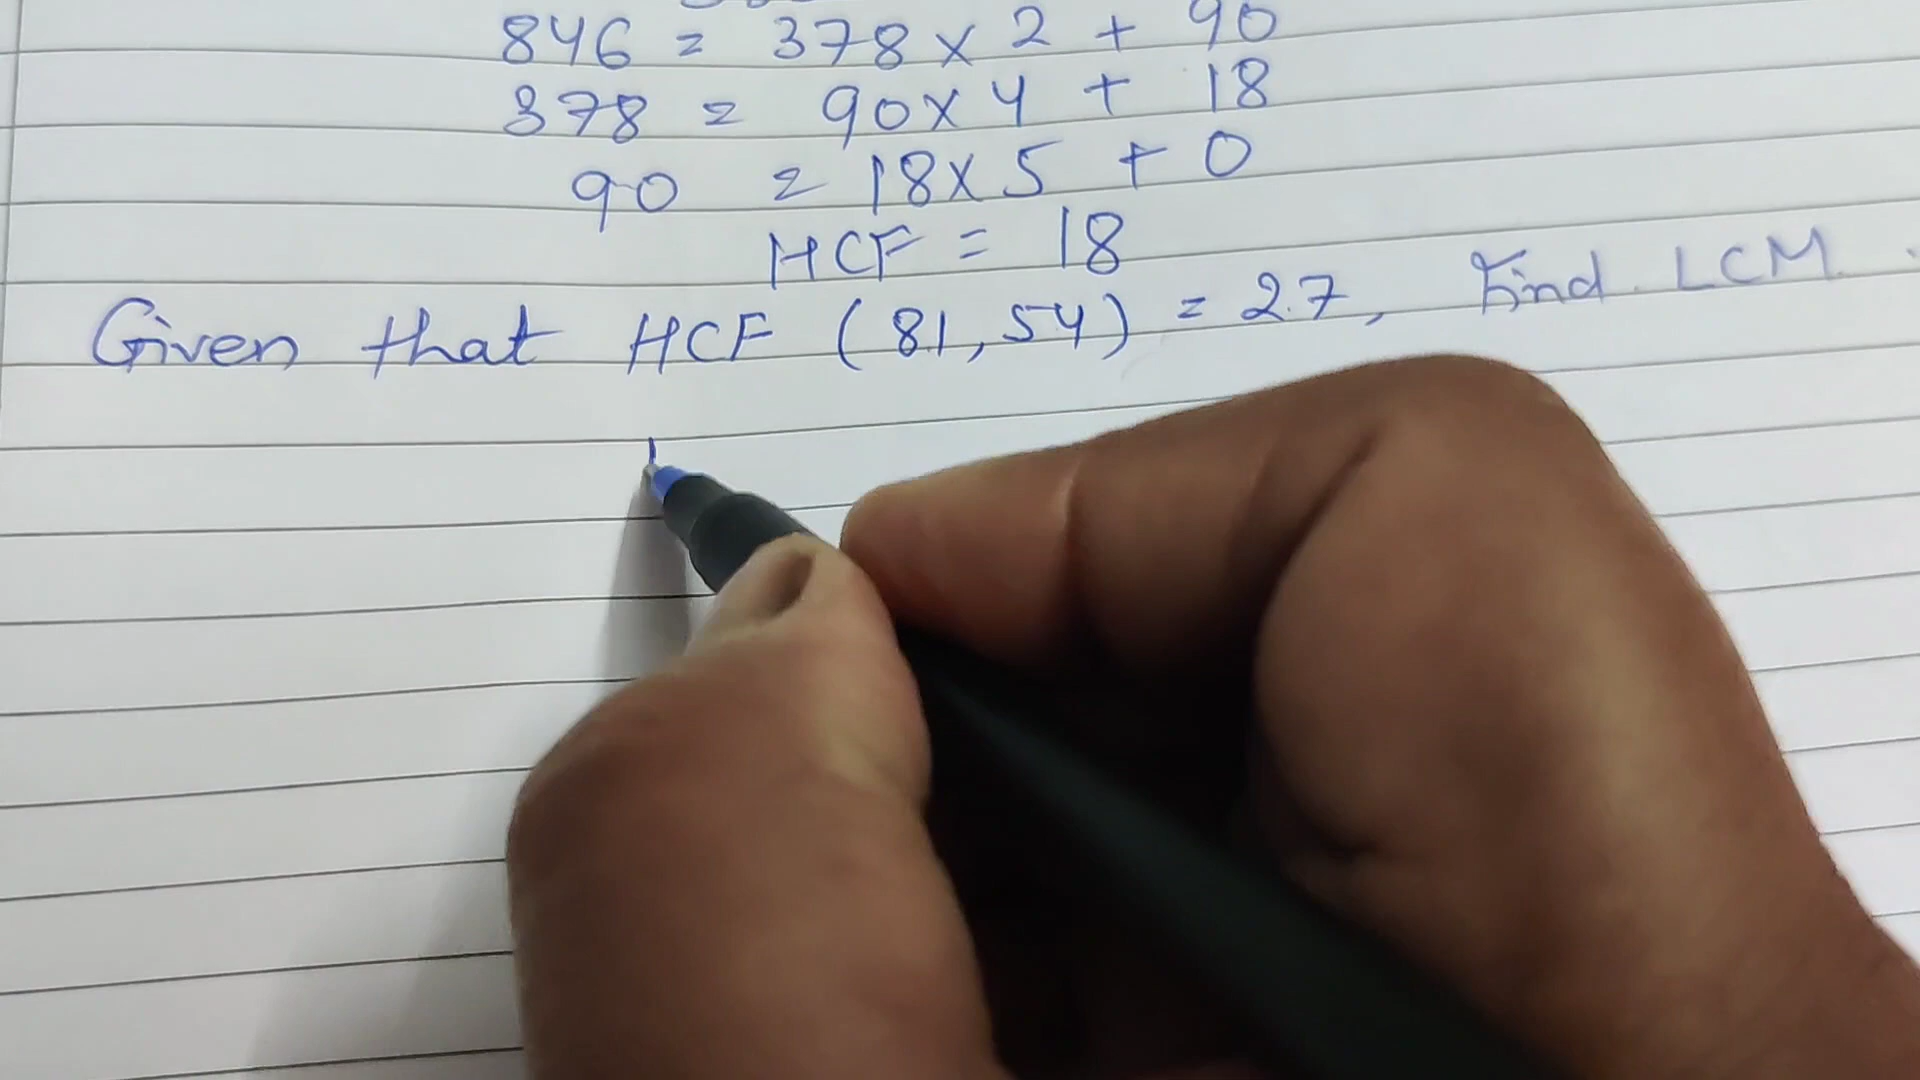 846 = 378 x 2 + 90
378 = 90 x 4 + 18
90 = 18 x 5 + 0
HCF = 18
Given that HCF (81, 54) = 27, Find LCM.